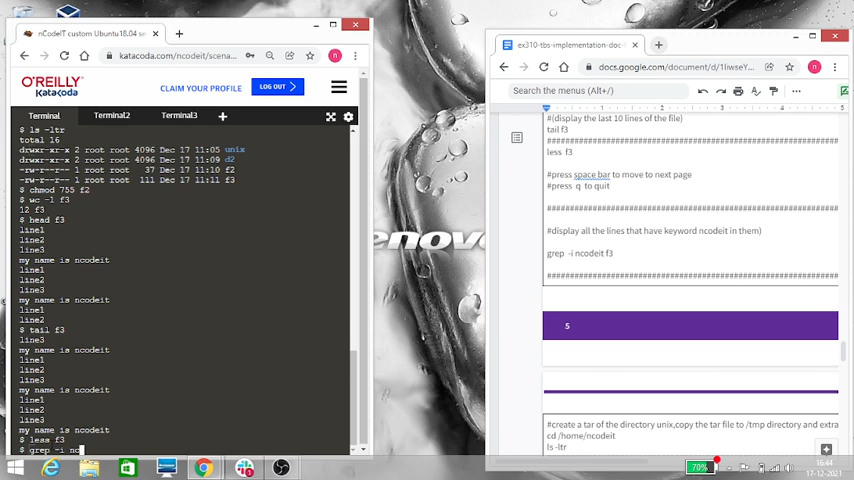 nCodeIT custom Ubuntu18.04 se
katacoda.com/ncodeit/scena
O'REILLY
Katacoda
CLAIM YOUR PROFILE
LOG OUT
Terminal
Terminal2
Terminal3
$ ls -ltr
total 16
drwxr-xr-x 2 root root 4096 Dec 17 11:05 unix
drwxr-xr-x 2 root root 4096 Dec 17 11:09 d2
-rw-r--r-- 1 root root 37 Dec 17 11:10 f2
-rw-r--r-- 1 root root 111 Dec 17 11:11 f3
$ chmod 755 f2
$ wc -l f3
12 f3
$ head f3
line1
line2
line3
my name is ncodeit
line1
line2
line3
my name is ncodeit
line1
line2
$ tail f3
line3
my name is ncodeit
line1
line2
line3
my name is ncodeit
line1
line2
line3
my name is ncodeit
$ less f3
$ grep -i nc
enovo
ex310-tbs-implementation-doc-
docs.google.com/document/d/1liwseY
Search the menus (Alt+/)
1
2
3
4
5
#(display the last 10 lines of the file)
tail f3
######################################################
less f3
#press space bar to move to next page
#press q to quit
######################################################
#display all the lines that have keyword ncodeit in them)
grep -i ncodeit f3
######################################################
5
#create a tar of the directory unix,copy the tar file to /tmp directory and extra
cd /home/ncodeit
ls -ltr
70%
16:44
17-12-2021